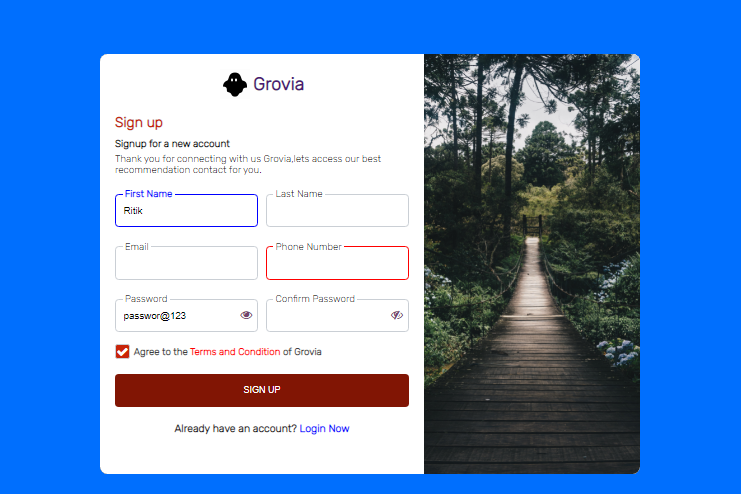 Grovia
Sign up
Signup for a new account
Thank you for connecting with us Grovia,lets access our best
recommendation contact for you.
First Name
Ritik
Last Name
Email
Phone Number
Password
passwor@123
Confirm Password
Agree to the Terms and Condition of Grovia
SIGN UP
Already have an account? Login Now